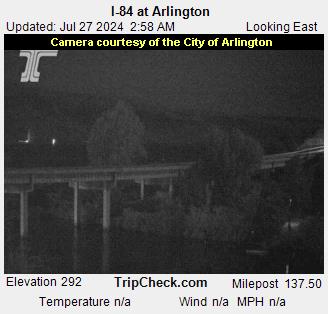 I-84 at Arlington
Updated: Jul 27 2024 2:58 AM Looking East
Camera courtesy of the City of Arlington
Elevation 292 TripCheck.com Milepost 137.50
Temperature n/a Wind n/a MPH n/a